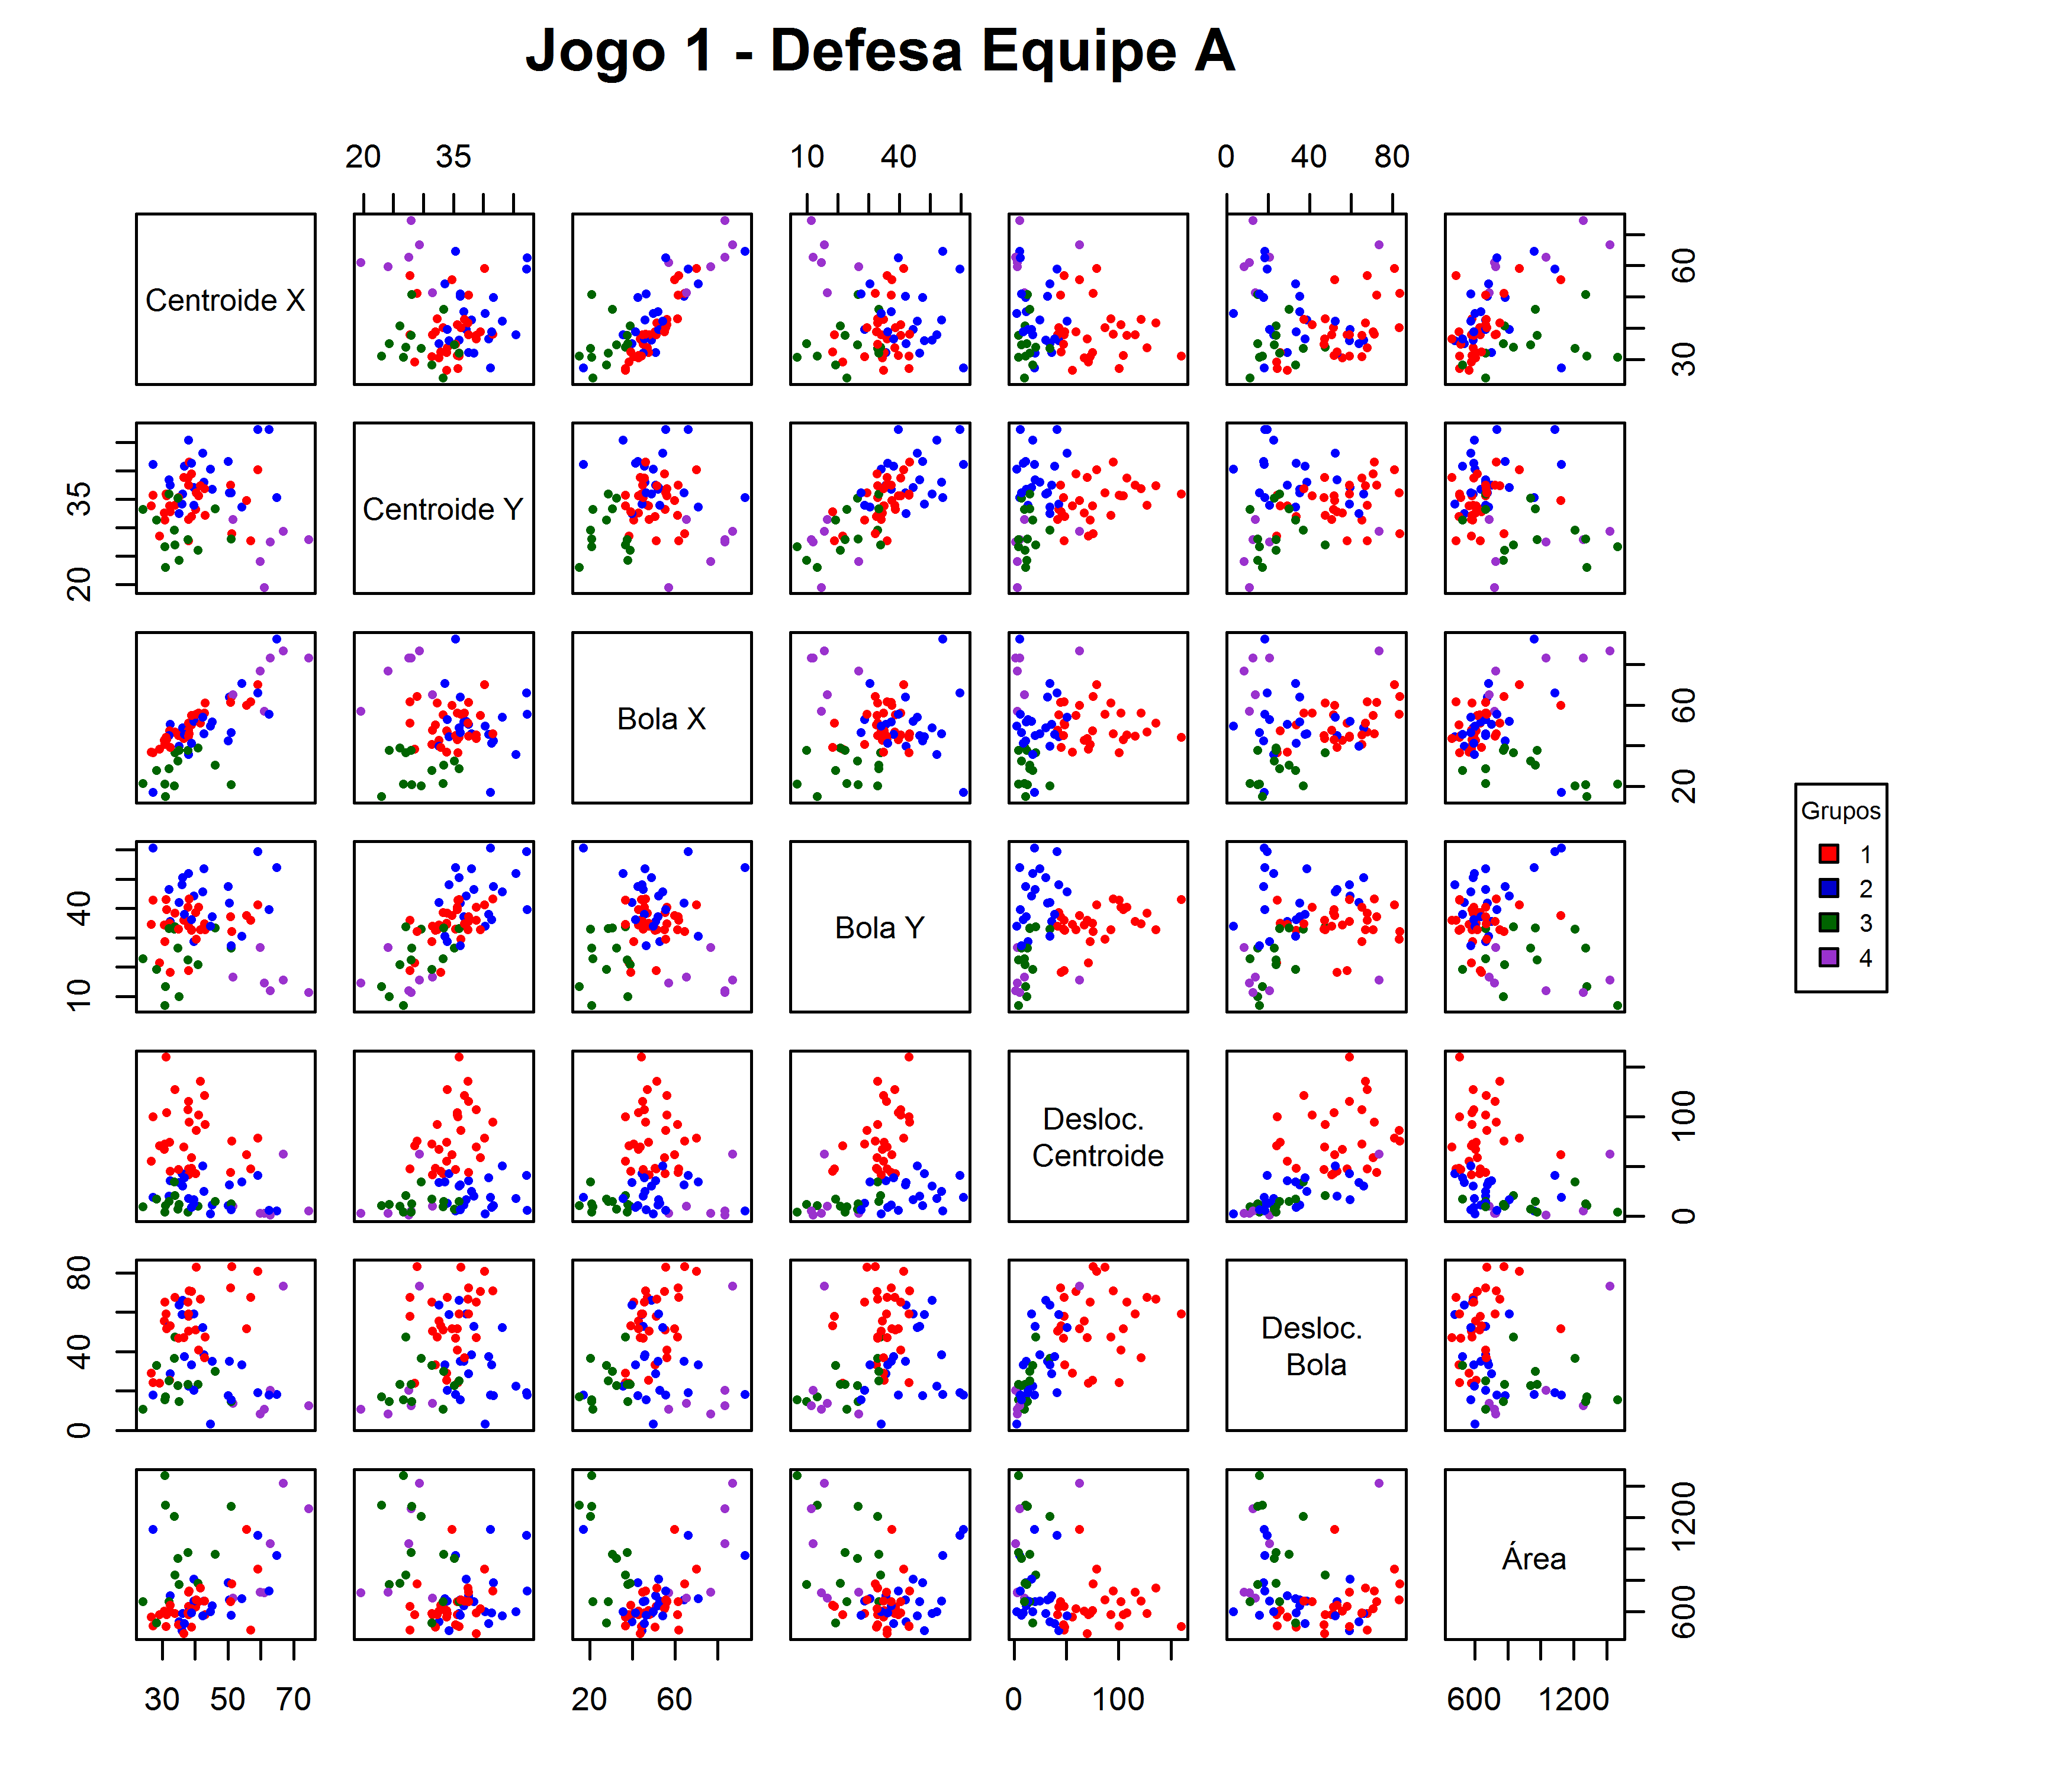 Jogo 1 - Defesa Equipe A
20 35
10 40
0 40 80
Centroide X
30 60
20 35
Centroide Y
Bola X
20 60
Grupos
1
2
3
4
10 40
Bola Y
Desloc.
Centroide
0 100
0 40 80
Desloc.
Bola
Área
600 1200
30 50 70
20 60
0 100
600 1200